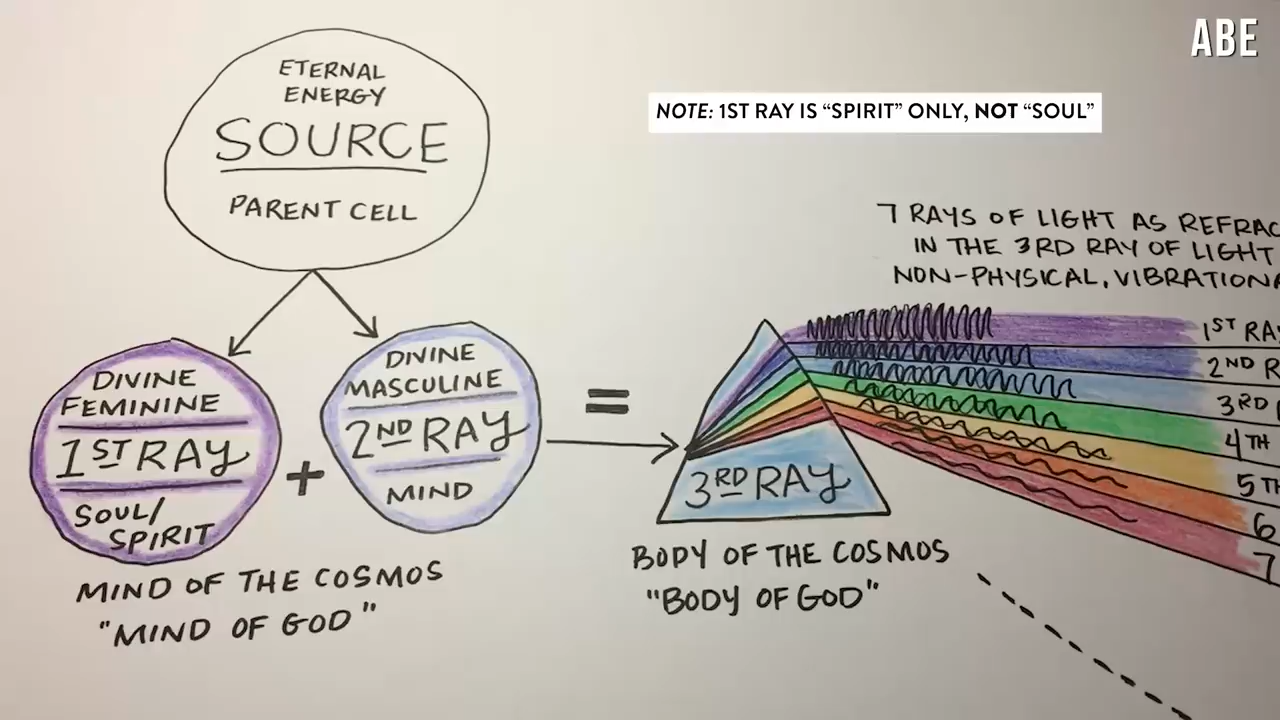 ABE
ETERNAL
ENERGY
SOURCE
PARENT CELL
NOTE: 1ST RAY IS “SPIRIT” ONLY, NOT “SOUL”
7 RAYS OF LIGHT AS REFRAC
IN THE 3RD RAY OF LIGHT
NON-PHYSICAL, VIBRATIONA
DIVINE
FEMININE
1ST RAY
SOUL/
SPIRIT
+
DIVINE
MASCULINE
2ND RAY
MIND
=
3RD RAY
1ST RA
2ND R
3RD
4TH
5TH
6
7
MIND OF THE COSMOS
"MIND OF GOD"
BODY OF THE COSMOS
"BODY OF GOD"